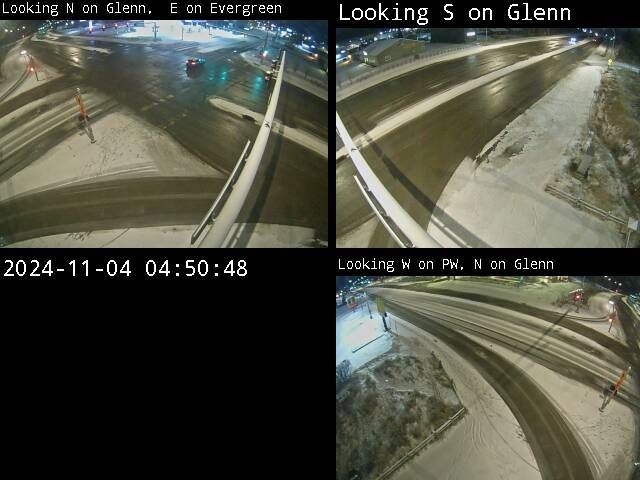 Looking N on Glenn,  E on Evergreen
Looking S on Glenn
2024-11-04 04:50:48
Looking W on PW, N on Glenn